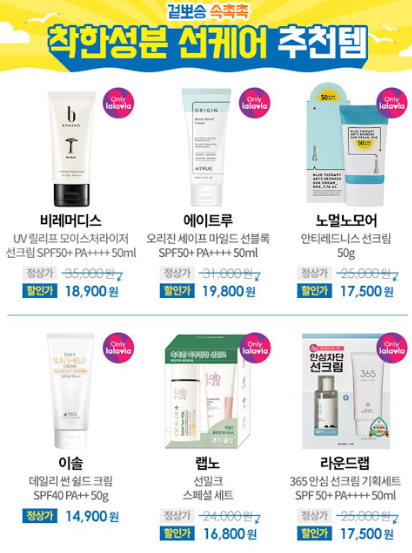 겉뽀송 속촉촉
착한성분 선케어 추천템
Only lalavla
Only lalavla
Only lalavla
b
ORIGIN
ATRUE
50+
BLUE THERAPY
ANTI-REDNESS
SUN CREAM
비레머디스
에이트루
노멀노모어
UV 릴리프 모이스처라이저
선크림 SPF50+ PA++++ 50ml
오리진 세이프 마일드 선블록
SPF50+ PA++++ 50ml
안티레드니스 선크림
50g
정상가 35,000원
할인가 18,900원
정상가 31,000원
할인가 19,800원
정상가 25,000원
할인가 17,500원
Only lalavla
Only lalavla
Only lalavla
DAILY
SUN SHIELD
CREAM
Lab
안심차단
선크림
365
이솔
랩노
라운드랩
데일리 썬 쉴드 크림
SPF40 PA++ 50g
선밀크
스페셜 세트
365 안심 선크림 기획세트
SPF 50+ PA++++ 50ml
정상가 14,900원
정상가 24,000원
할인가 16,800원
정상가 25,000원
할인가 17,500원